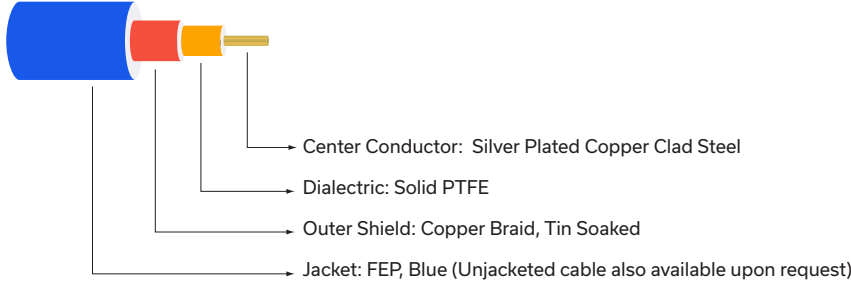 Center Conductor: Silver Plated Copper Clad Steel
Dialectric: Solid PTFE
Outer Shield: Copper Braid, Tin Soaked
Jacket: FEP, Blue (Unjacketed cable also available upon request)